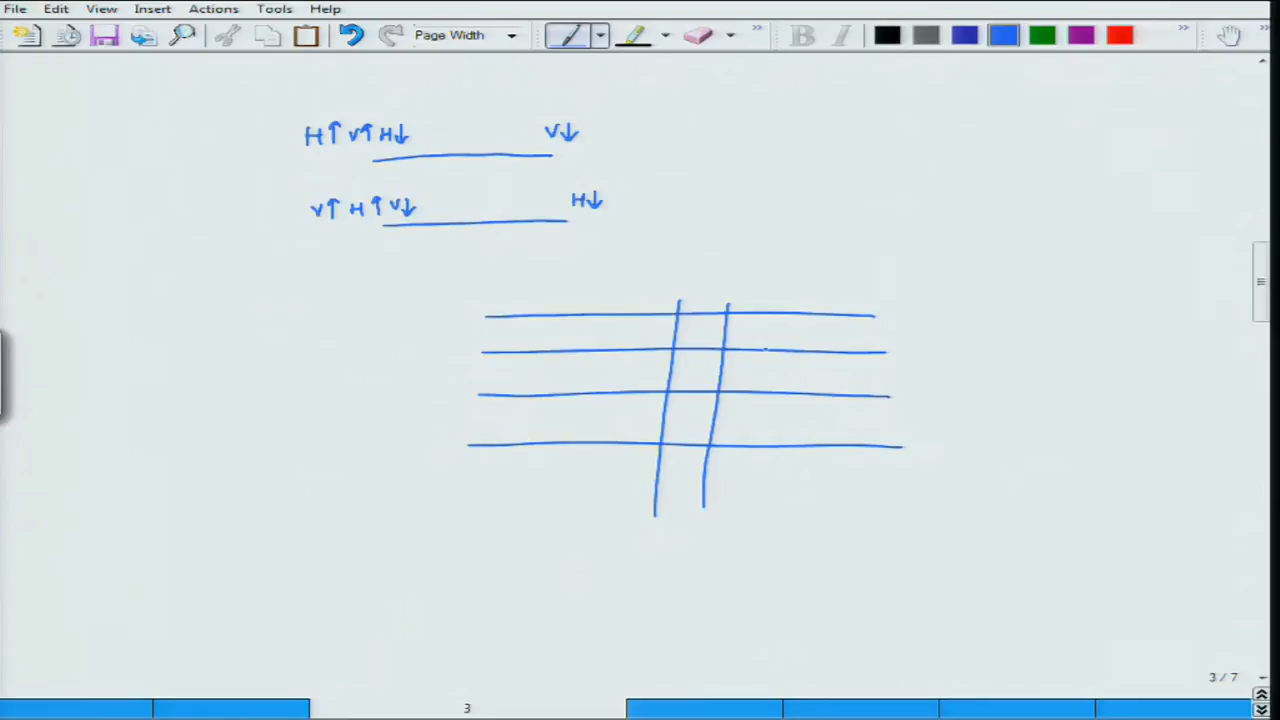 File Edit View Insert Actions Tools Help
Page Width B I
H↑ V↑ H↓ V↓
V↑ H↑ V↓ H↓
3 / 7
3